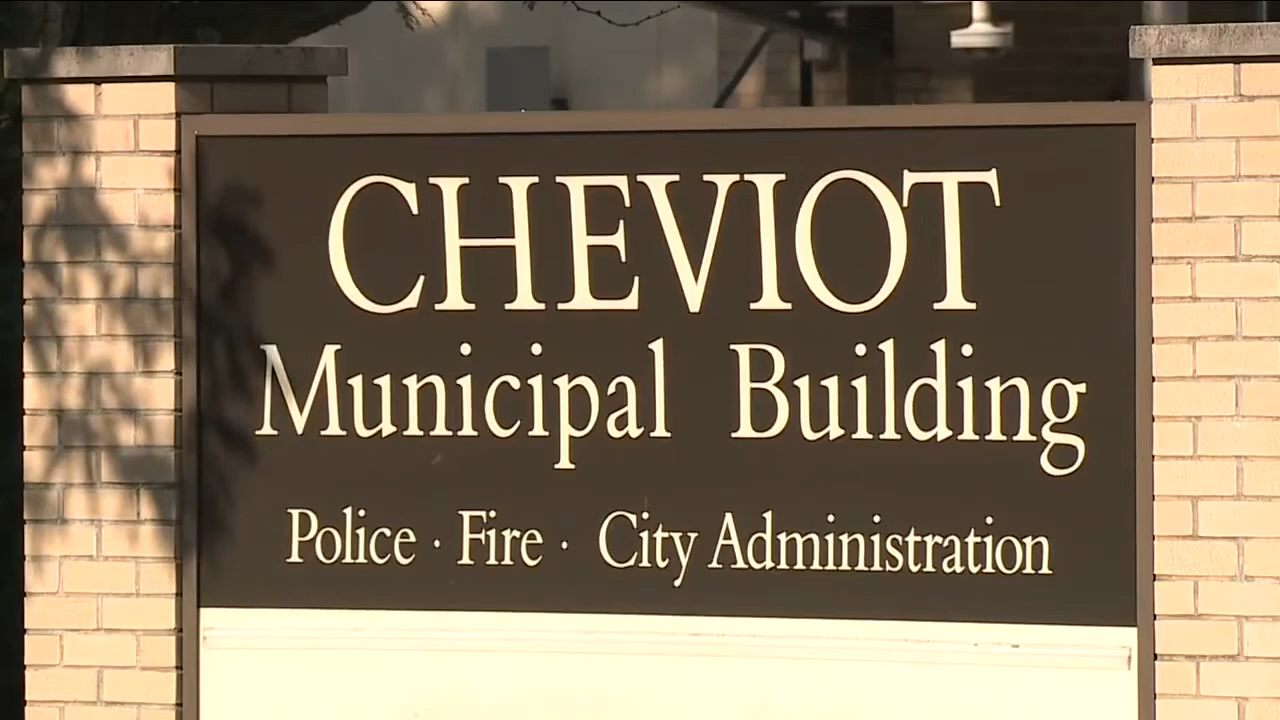 CHEVIOT
Municipal Building
Police · Fire · City Administration